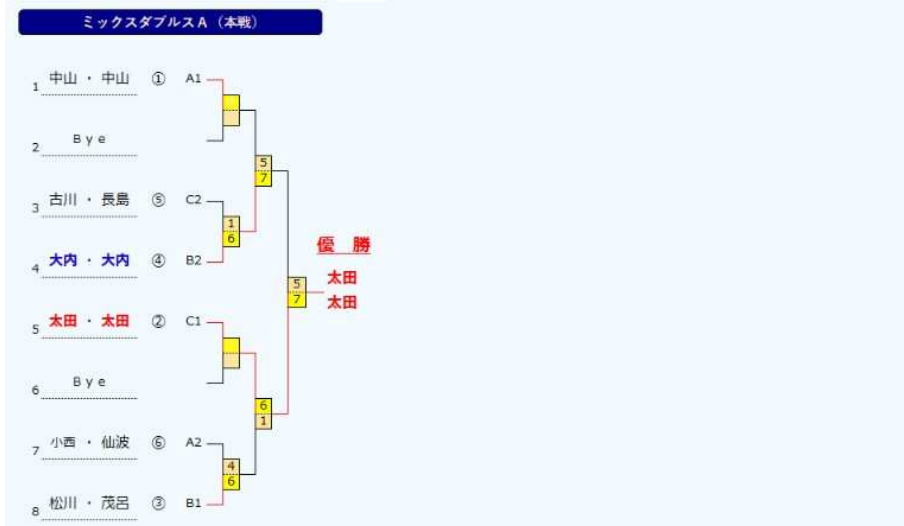 ミックスダブルスA（本戦）
1 中山 ・ 中山 ① A1
2 Bye
5
7
3 古川 ・ 長島 ⑤ C2
1
6
優 勝
4 大内 ・ 大内 ④ B2
5 太田
7 太田
5 太田 ・ 太田 ② C1
6 Bye
6
1
7 小西 ・ 仙波 ⑥ A2
4
6
8 松川 ・ 茂呂 ③ B1